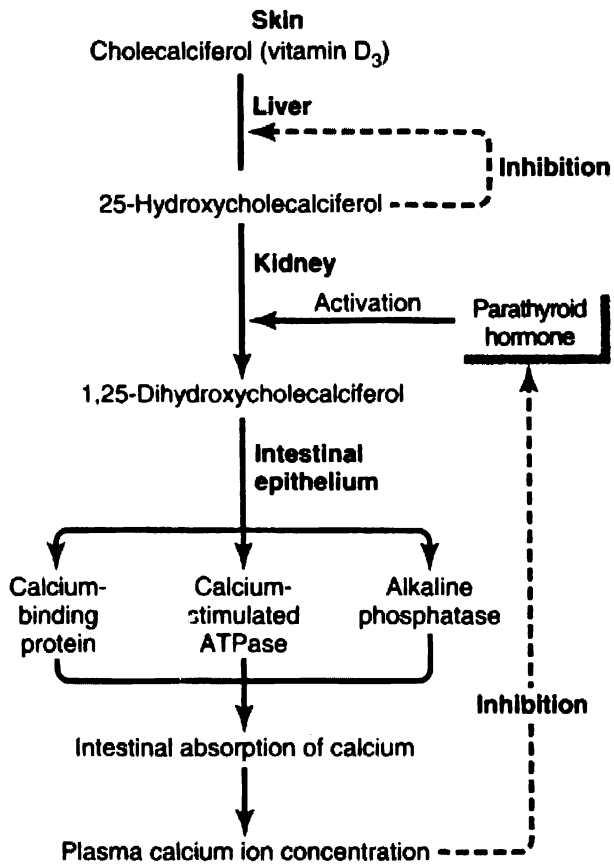 Skin
Cholecalciferol (vitamin D3)
Liver
Inhibition
25-Hydroxycholecalciferol
Kidney
Activation
Parathyroid
hormone
1,25-Dihydroxycholecalciferol
Intestinal
epithelium
Calcium-
binding
protein
Calcium-
stimulated
ATPase
Alkaline
phosphatase
Inhibition
Intestinal absorption of calcium
Plasma calcium ion concentration